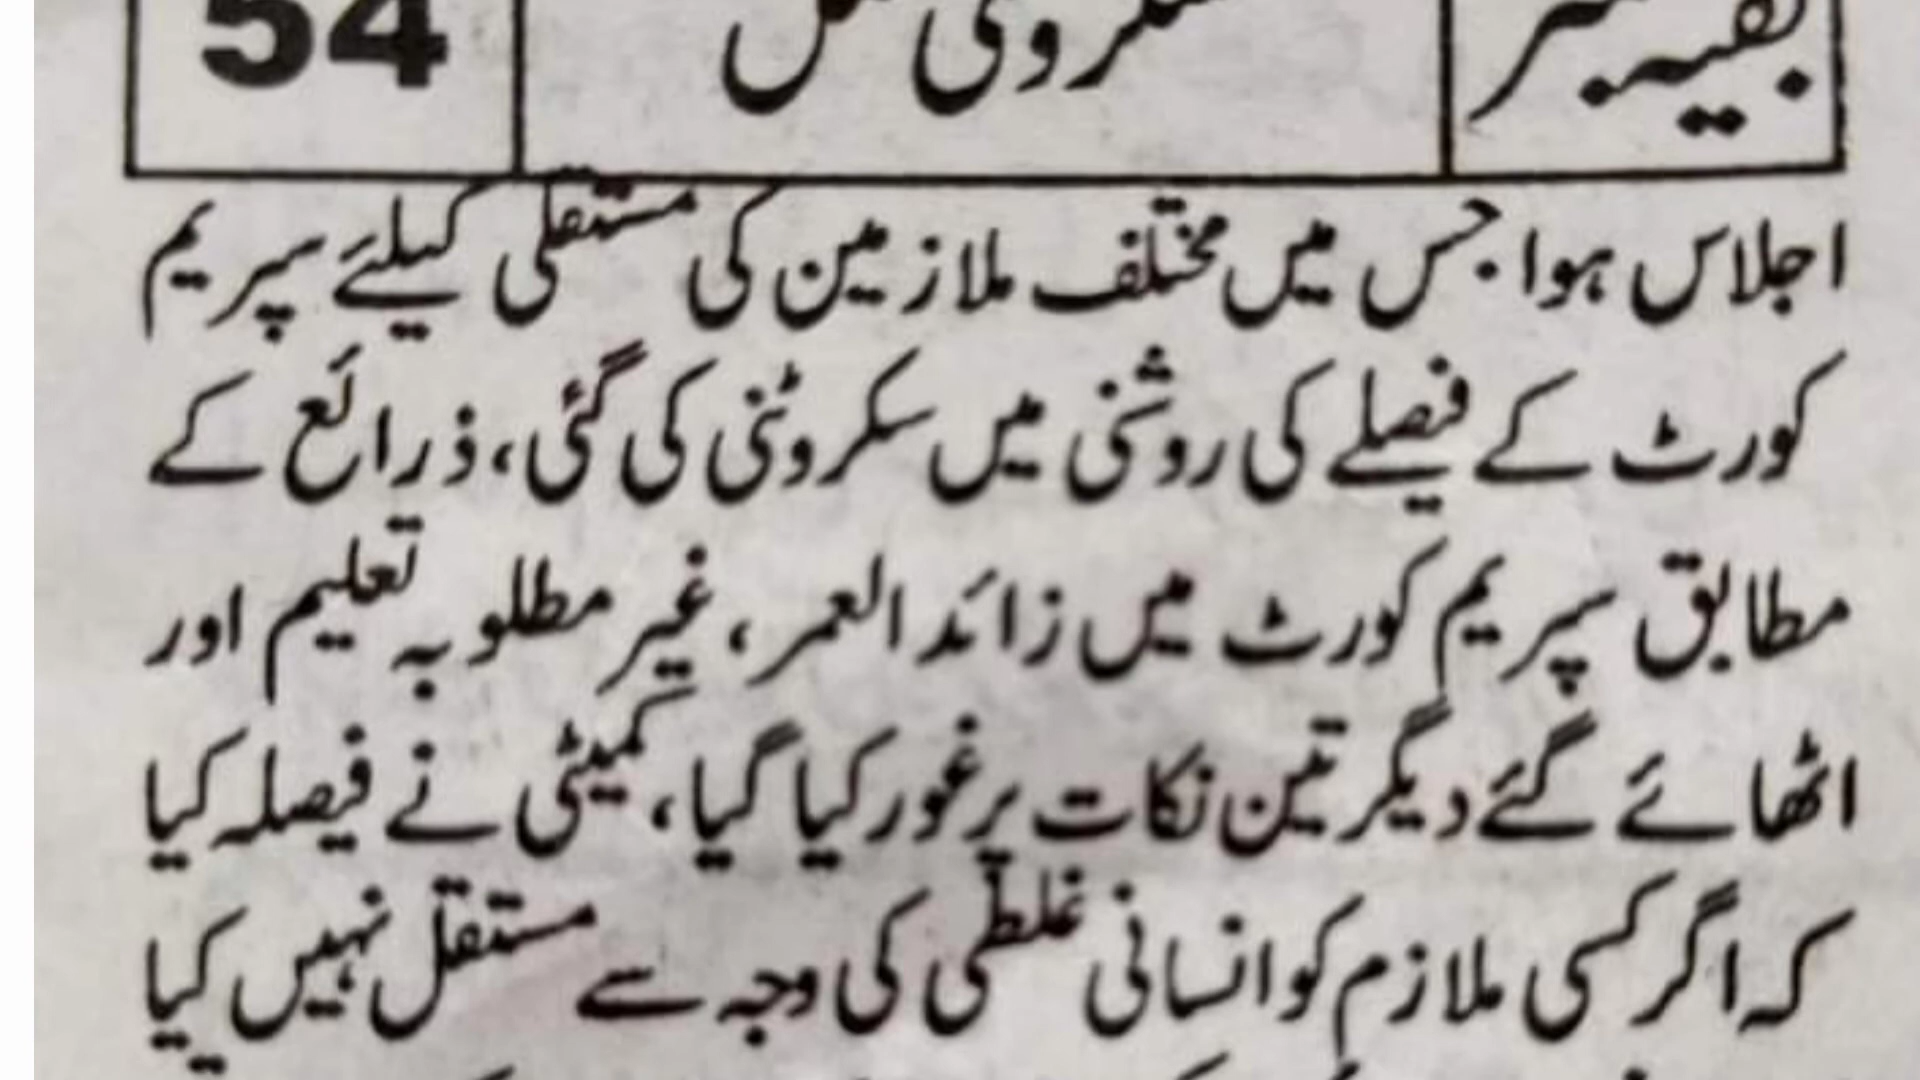 بقیہ نمبر سکروٹنی مکمل 54
اجلاس ہوا جس میں مختلف ملازمین کی مستقلی کیلئے سپریم
کورٹ کے فیصلے کی روشنی میں سکروٹنی کی گئی، ذرائع کے
مطابق سپریم کورٹ میں زائد العمر، غیر مطلوبہ تعلیم اور
اٹھائے گئے دیگر تین نکات پر غور کیا گیا، کمیٹی نے فیصلہ کیا
کہ اگر کسی ملازم کو انسانی غلطی کی وجہ سے مستقل نہیں کیا